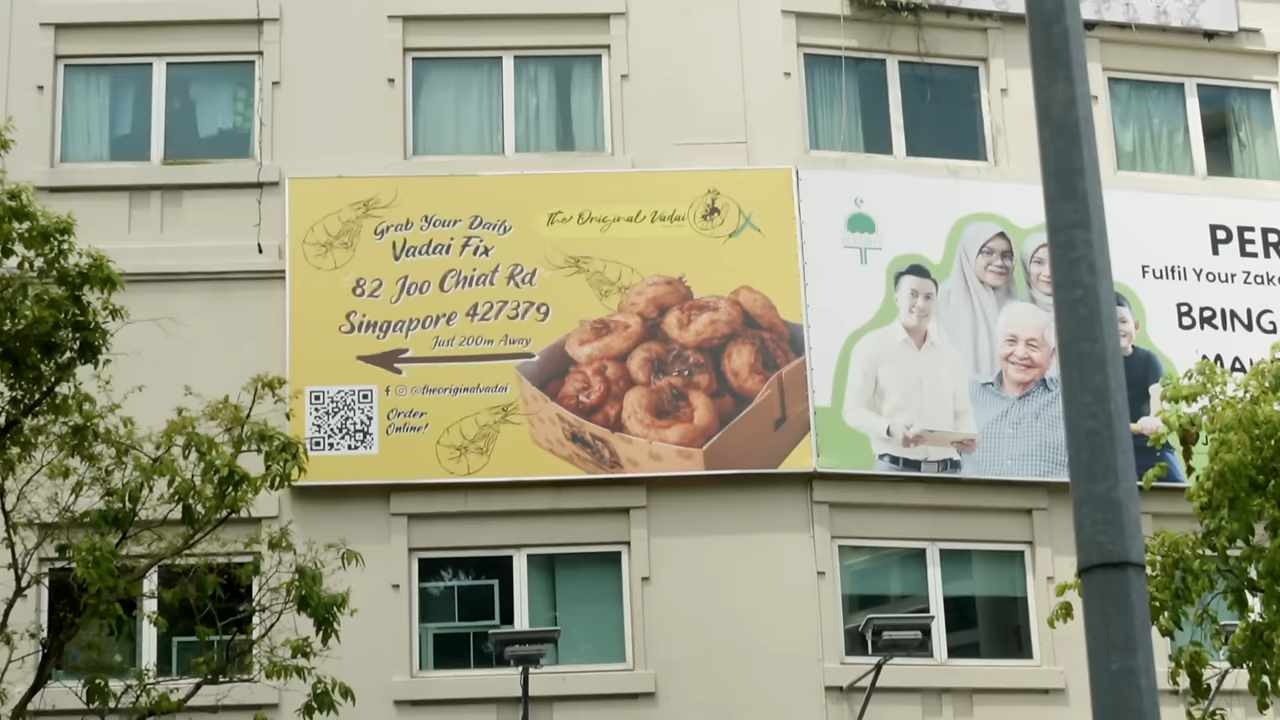 Grab Your Daily
Vadai Fix
82 Joo Chiat Rd
Singapore 427379
Just 200m Away
@theoriginalvadai
Order
Online!
The Original Vadai
PER
Fulfil Your Zak
BRING